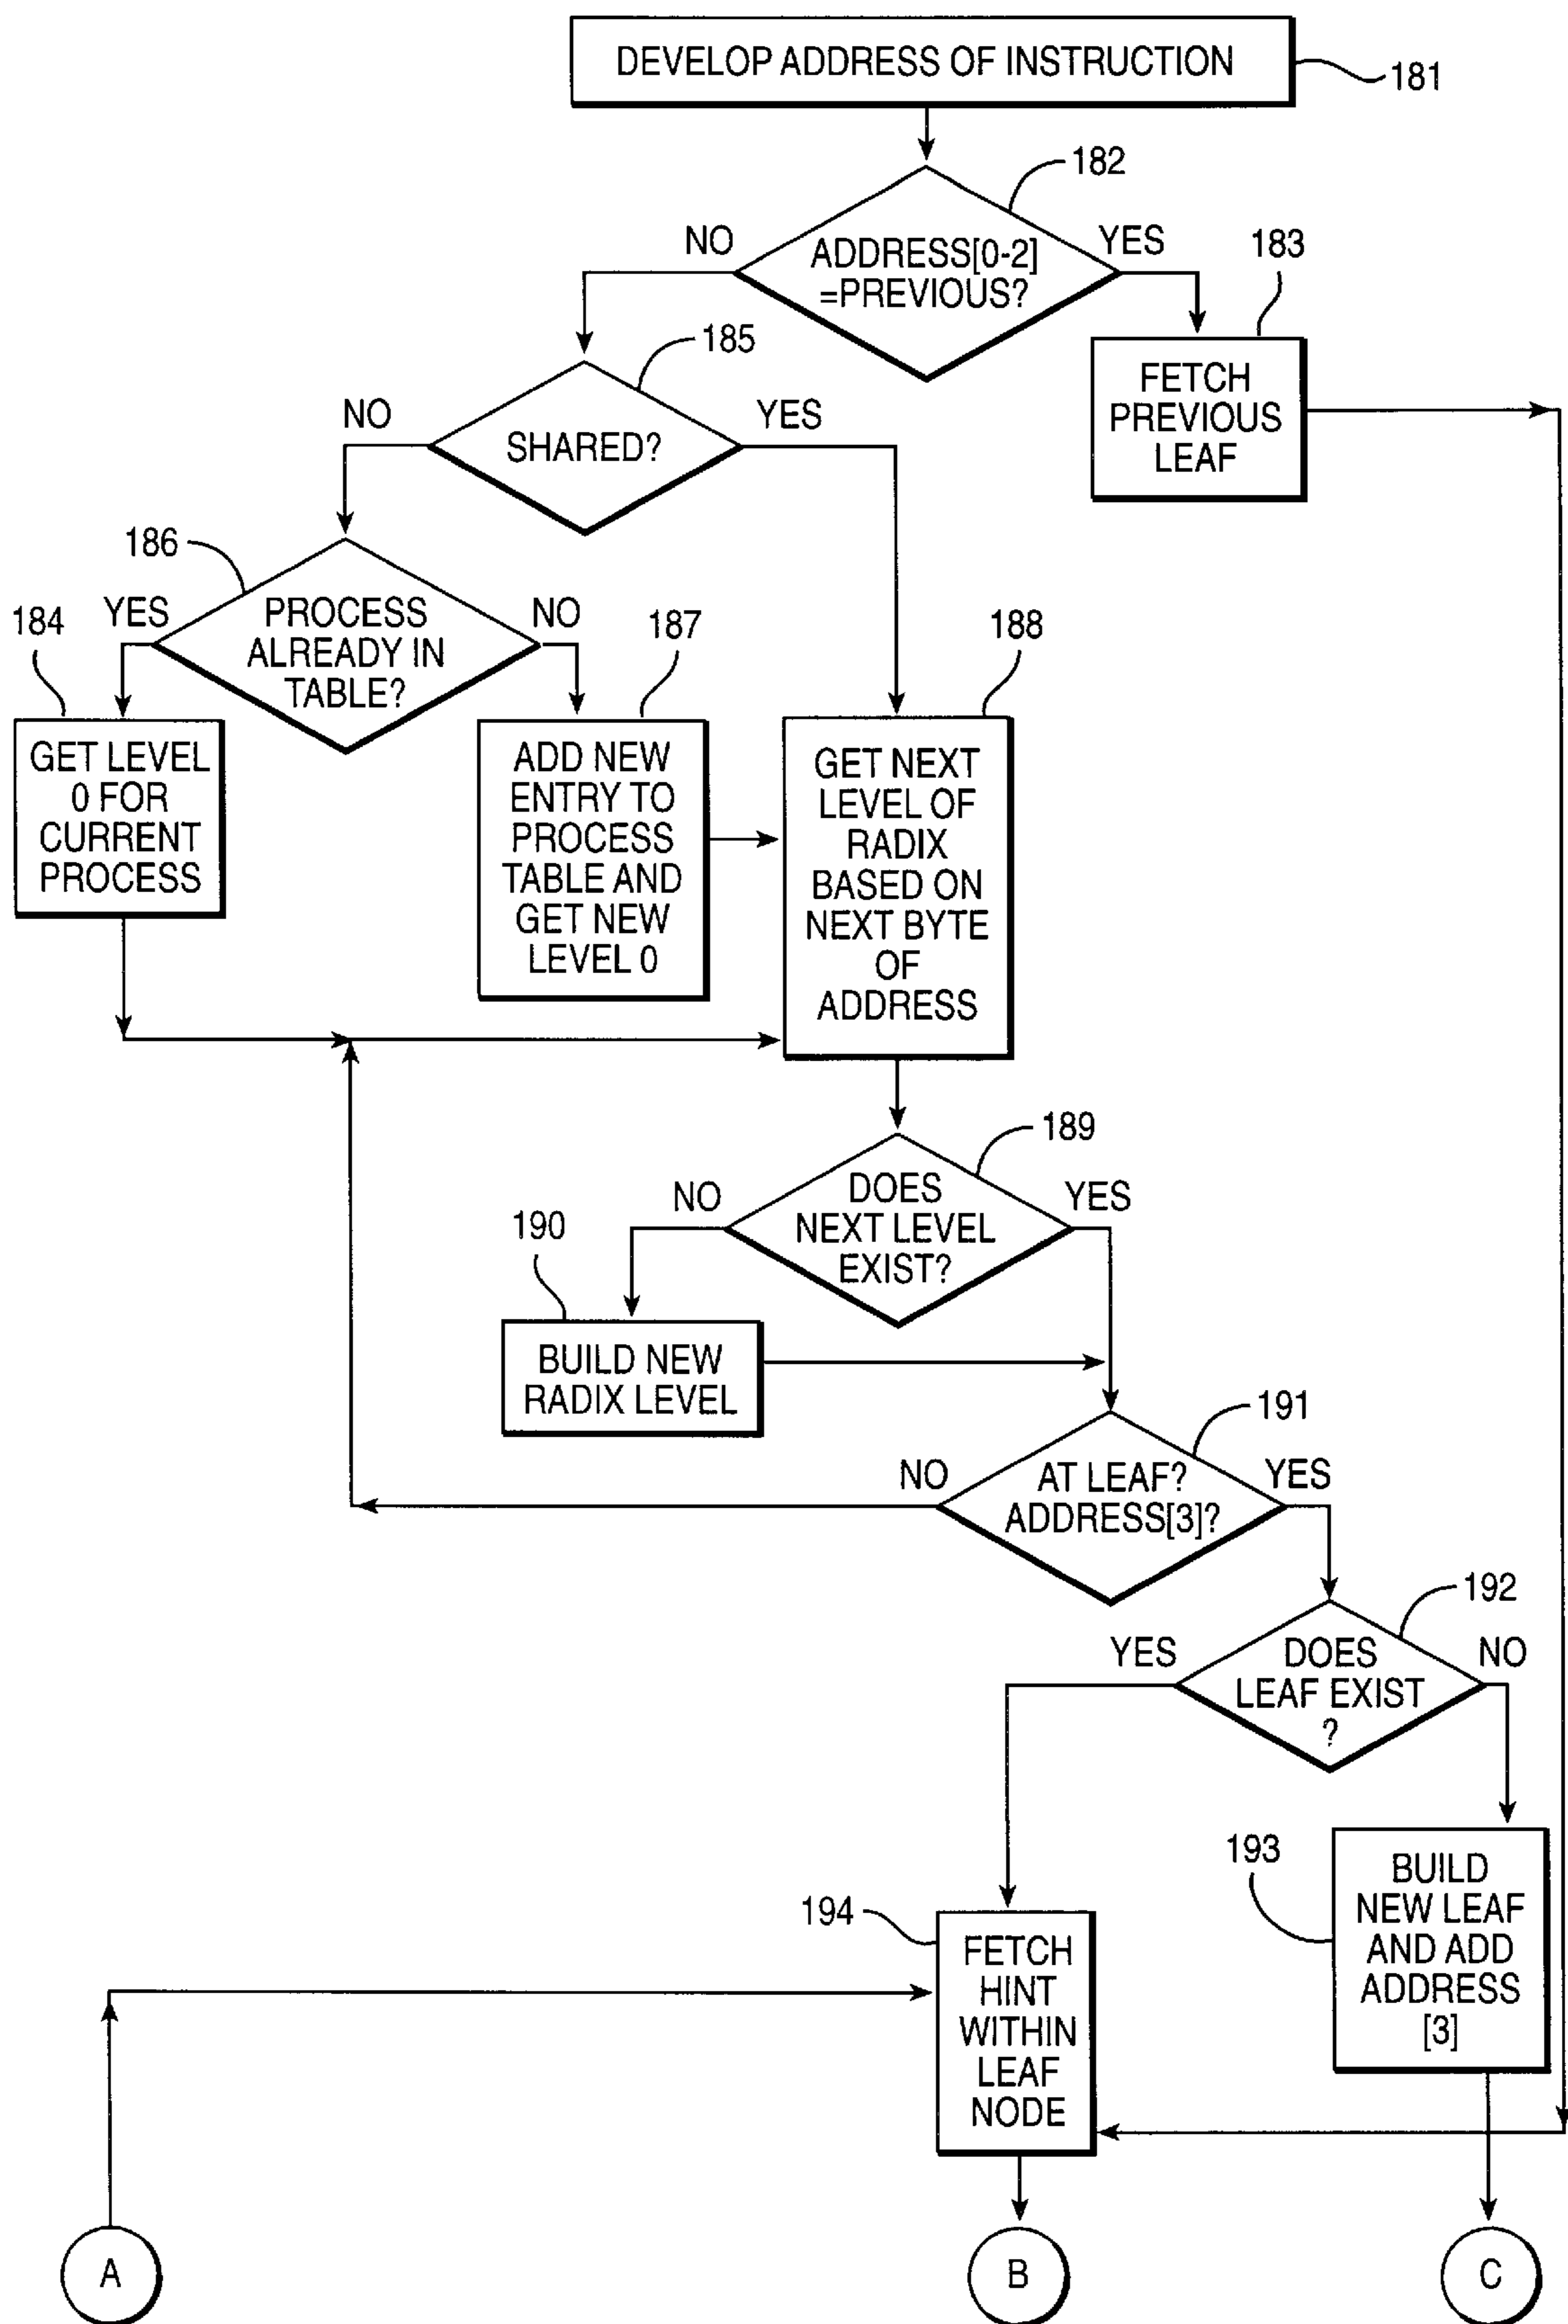 DEVELOP ADDRESS OF INSTRUCTION
181
182
NO
YES
ADDRESS[0-2]
=PREVIOUS?
183
FETCH
PREVIOUS
LEAF
185
NO
YES
SHARED?
186
YES
NO
PROCESS
ALREADY IN
TABLE?
184
GET LEVEL
0 FOR
CURRENT
PROCESS
187
ADD NEW
ENTRY TO
PROCESS
TABLE AND
GET NEW
LEVEL 0
188
GET NEXT
LEVEL OF
RADIX
BASED ON
NEXT BYTE
OF
ADDRESS
189
NO
YES
DOES
NEXT LEVEL
EXIST?
190
BUILD NEW
RADIX LEVEL
191
NO
YES
AT LEAF?
ADDRESS[3]?
192
YES
NO
DOES
LEAF EXIST
?
193
BUILD
NEW LEAF
AND ADD
ADDRESS
[3]
194
FETCH
HINT
WITHIN
LEAF
NODE
A
B
C